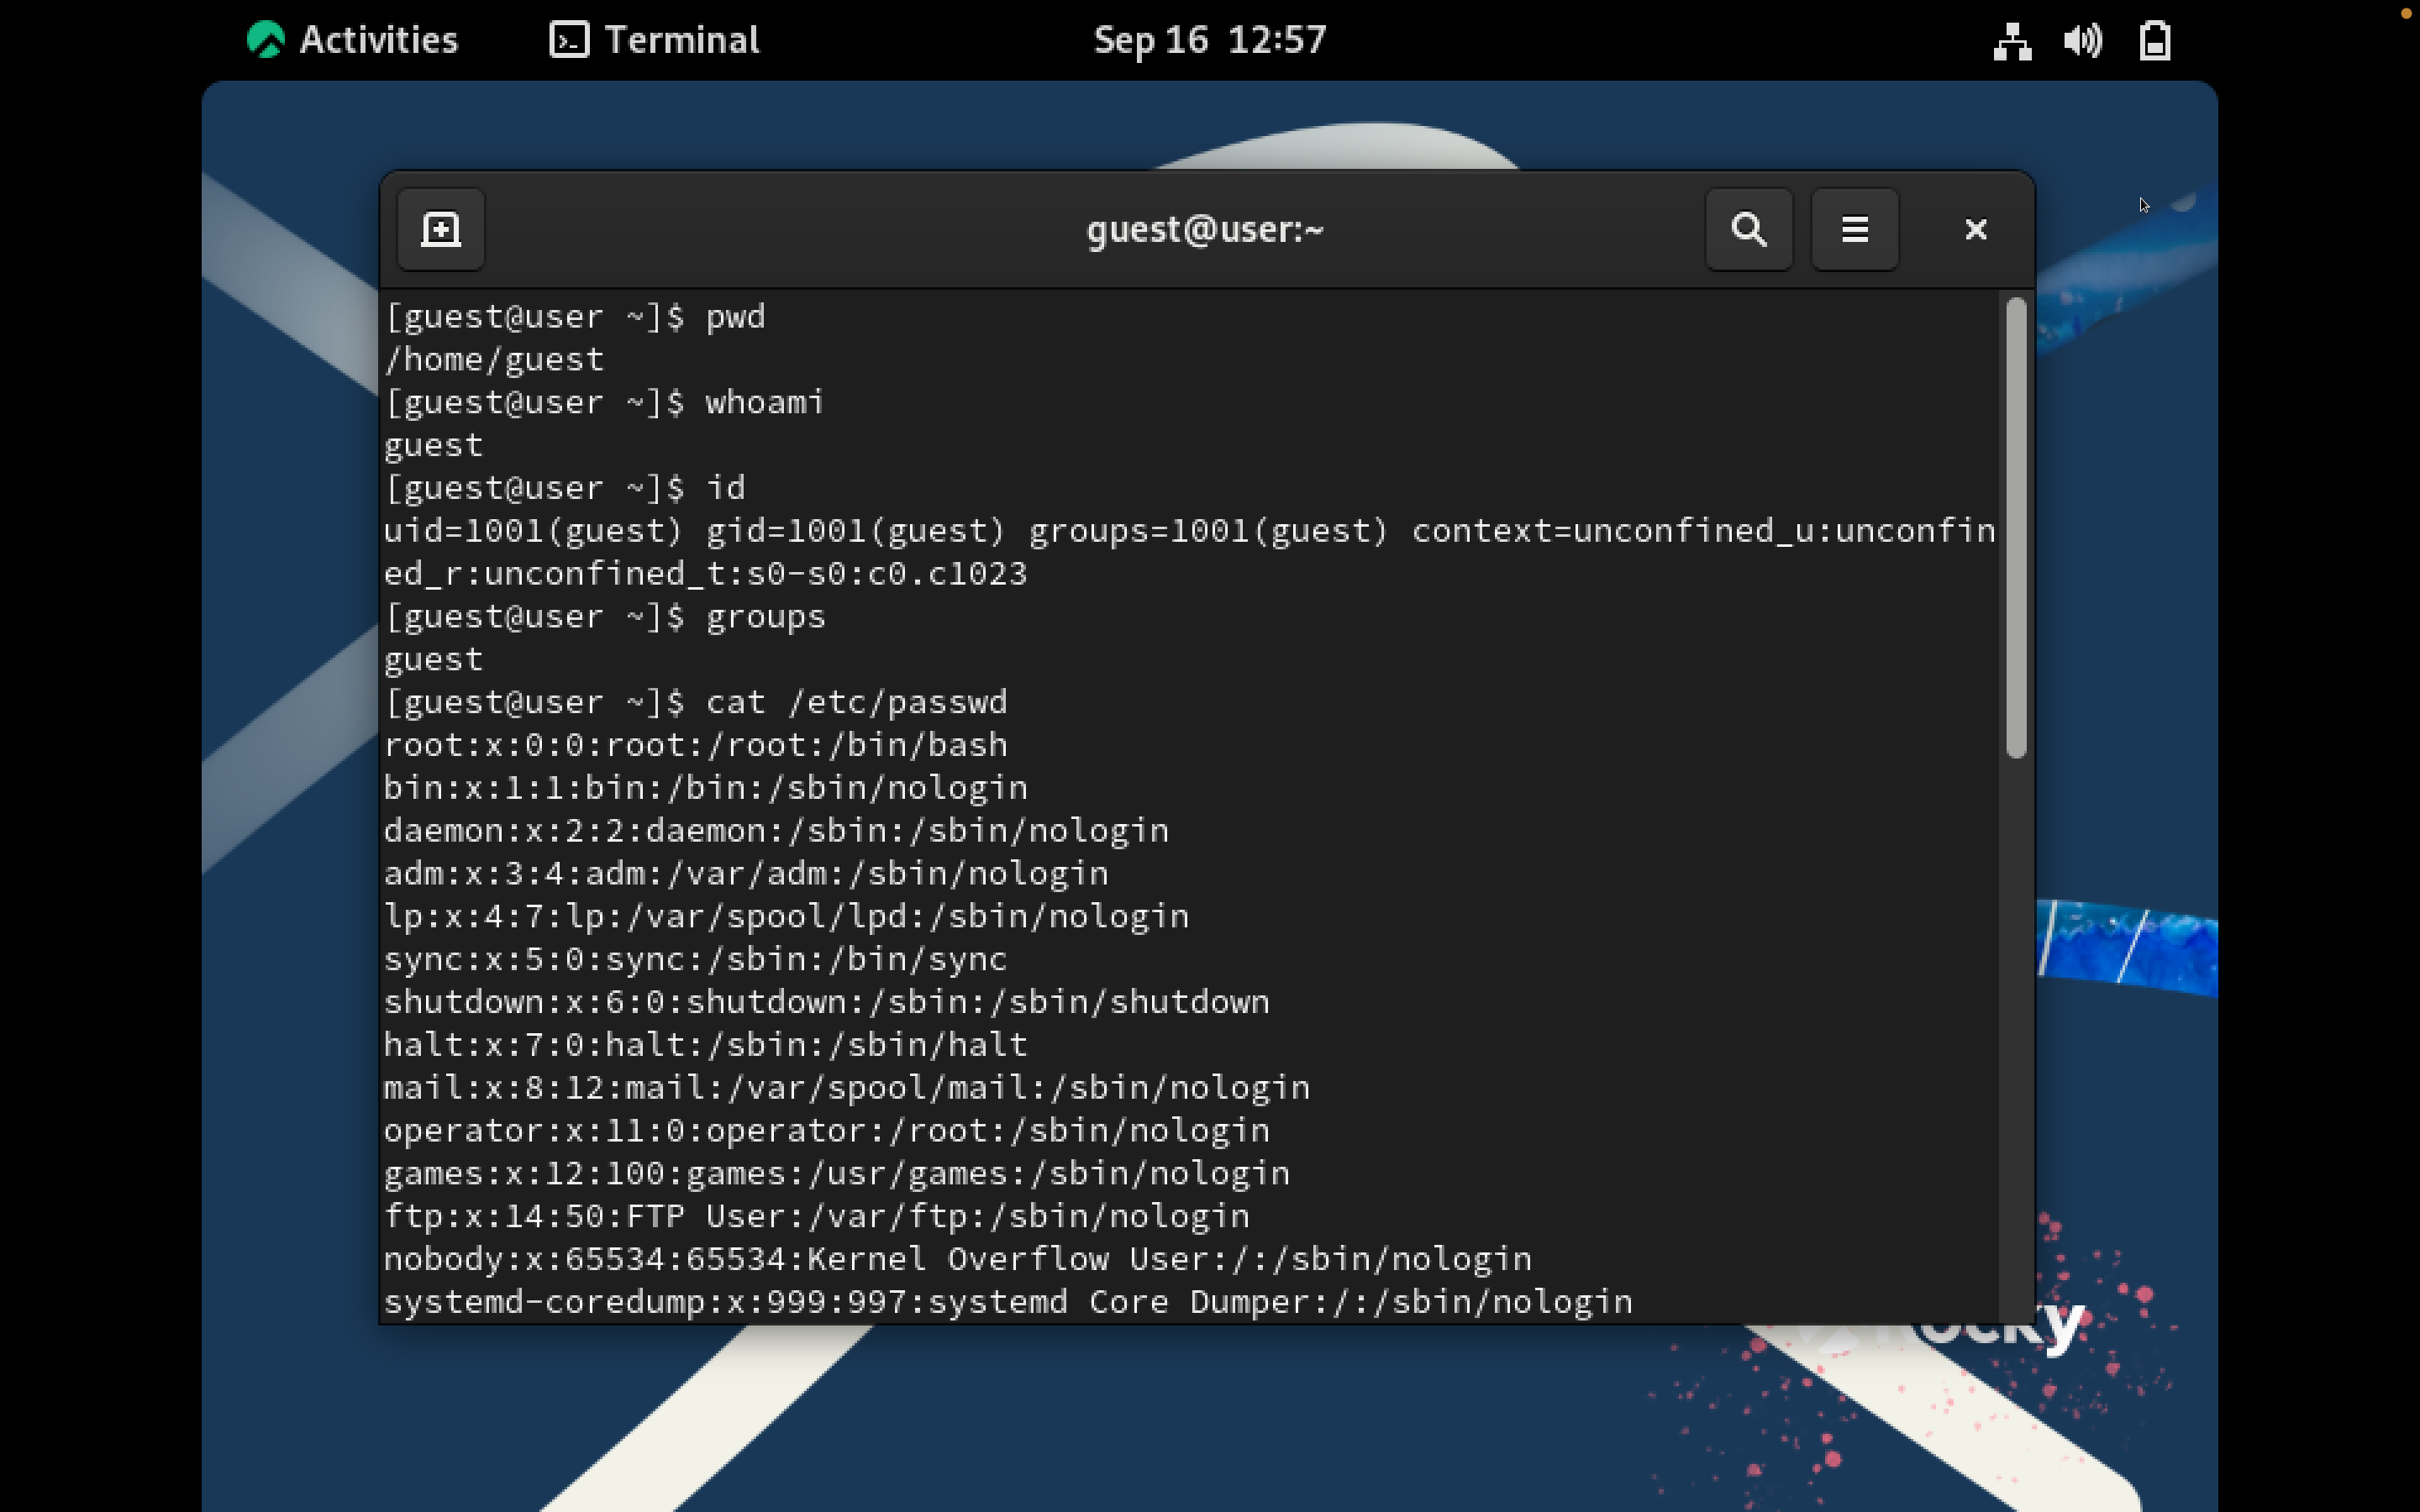 Activities Terminal Sep 16 12:57
guest@user:~
[guest@user ~]$ pwd
/home/guest
[guest@user ~]$ whoami
guest
[guest@user ~]$ id
uid=1001(guest) gid=1001(guest) groups=1001(guest) context=unconfined_u:unconfin
ed_r:unconfined_t:s0-s0:c0.c1023
[guest@user ~]$ groups
guest
[guest@user ~]$ cat /etc/passwd
root:x:0:0:root:/root:/bin/bash
bin:x:1:1:bin:/bin:/sbin/nologin
daemon:x:2:2:daemon:/sbin:/sbin/nologin
adm:x:3:4:adm:/var/adm:/sbin/nologin
lp:x:4:7:lp:/var/spool/lpd:/sbin/nologin
sync:x:5:0:sync:/sbin:/bin/sync
shutdown:x:6:0:shutdown:/sbin:/sbin/shutdown
halt:x:7:0:halt:/sbin:/sbin/halt
mail:x:8:12:mail:/var/spool/mail:/sbin/nologin
operator:x:11:0:operator:/root:/sbin/nologin
games:x:12:100:games:/usr/games:/sbin/nologin
ftp:x:14:50:FTP User:/var/ftp:/sbin/nologin
nobody:x:65534:65534:Kernel Overflow User:/:/sbin/nologin
systemd-coredump:x:999:997:systemd Core Dumper:/:/sbin/nologin
Rocky